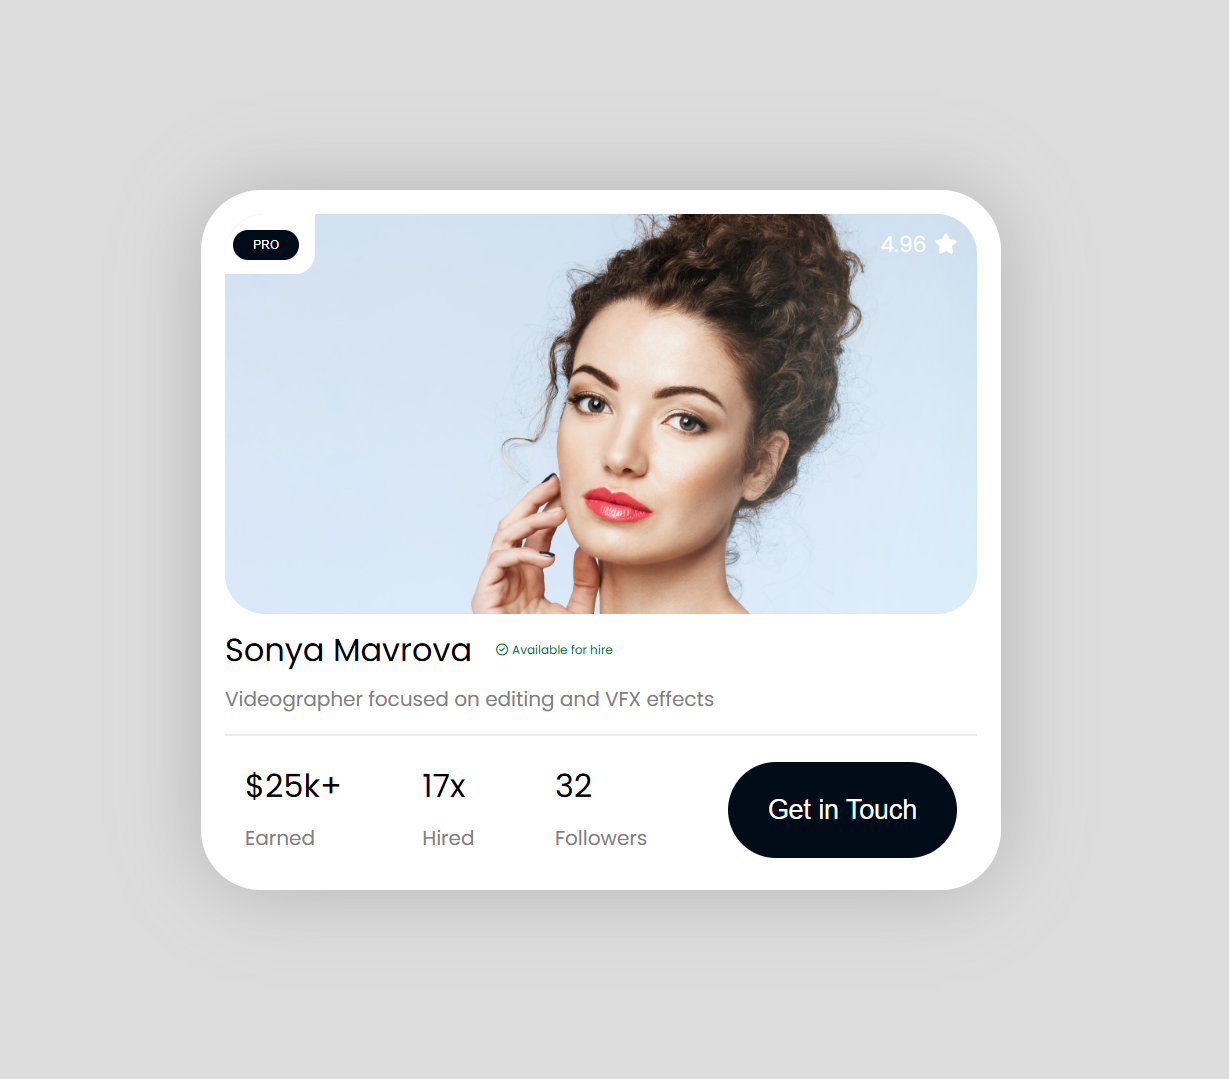 PRO
4.96
Sonya Mavrova
Available for hire
Videographer focused on editing and VFX effects
$25k+ 17x 32
Earned Hired Followers
Get in Touch